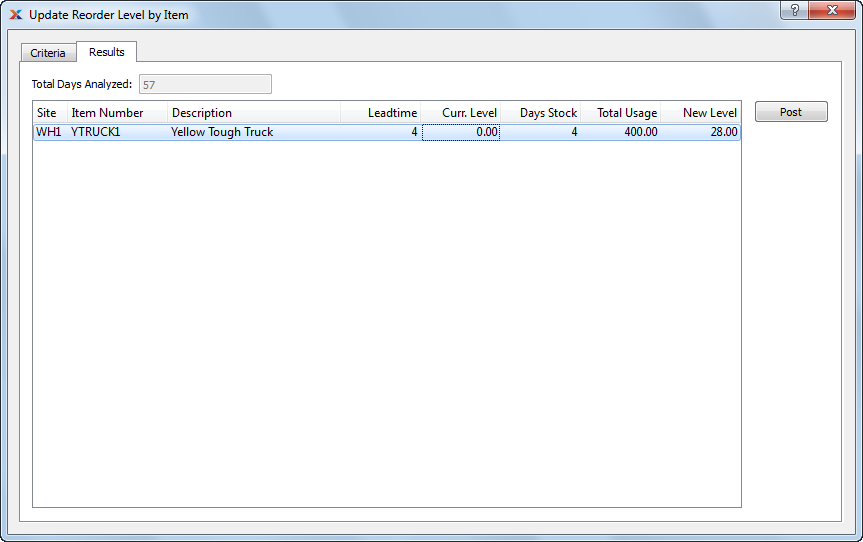 Update Reorder Level by Item
?
Criteria Results
Total Days Analyzed: 57
Site Item Number Description Leadtime Curr. Level Days Stock Total Usage New Level
WH1 YTRUCK1 Yellow Tough Truck 4 0.00 4 400.00 28.00
Post